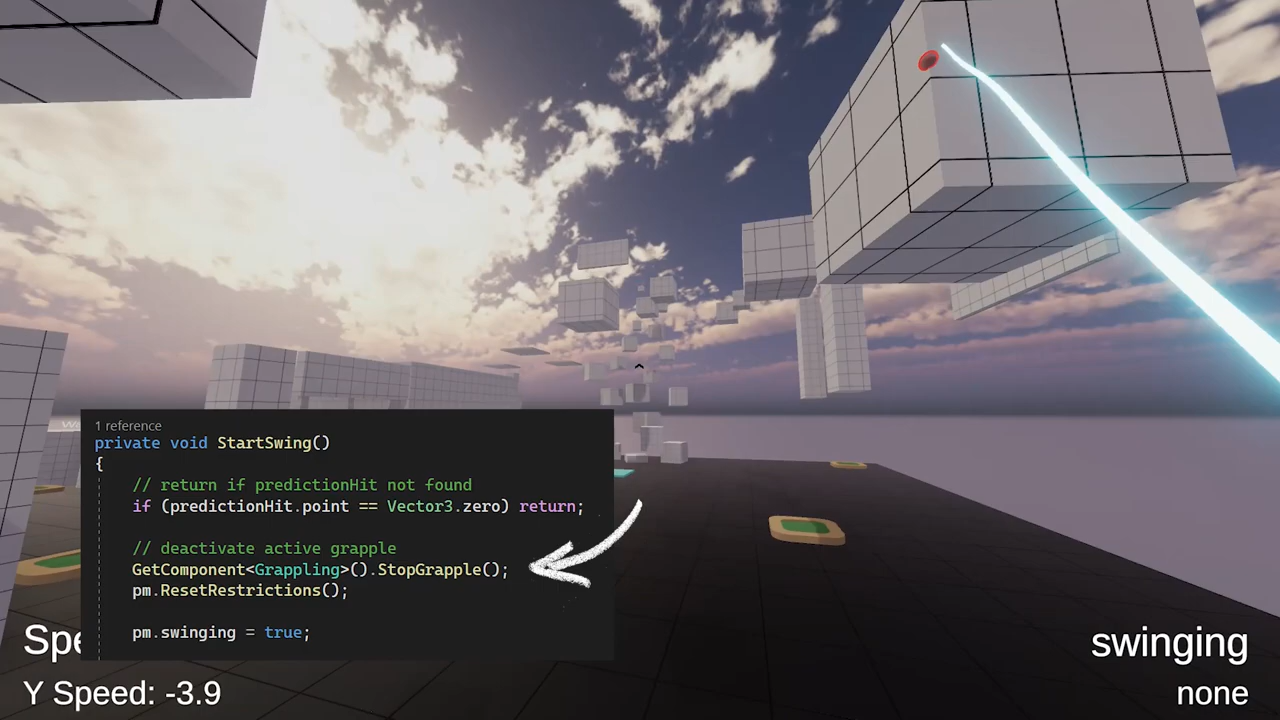 1 reference
private void StartSwing()
{
// return if predictionHit not found
if (predictionHit.point == Vector3.zero) return;
// deactivate active grapple
GetComponent<Grappling>().StopGrapple();
pm.ResetRestrictions();
pm.swinging = true;
Y Speed: -3.9
swinging
none